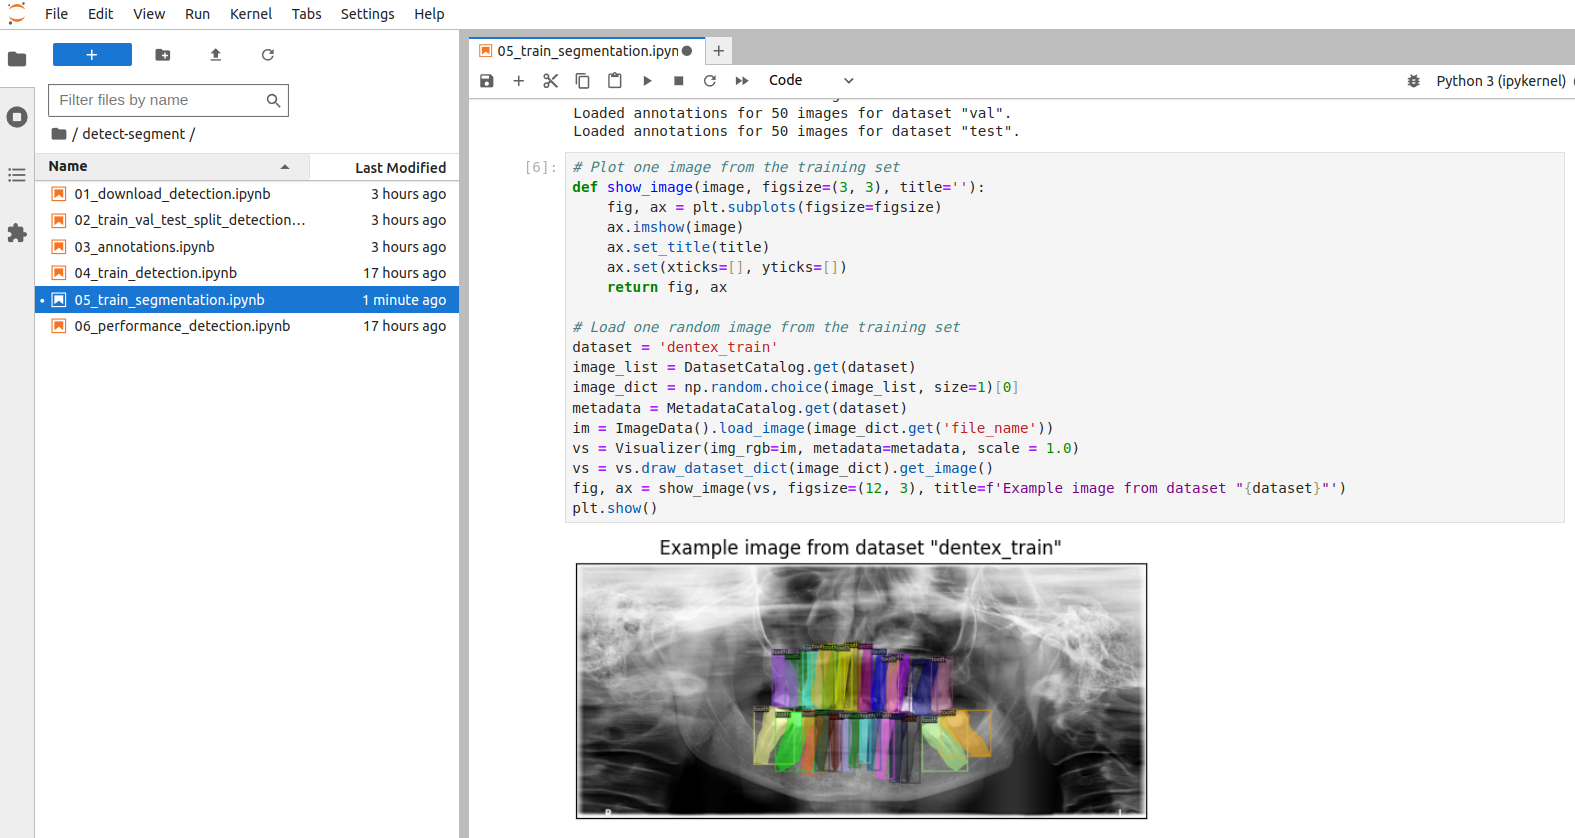 File Edit View Run Kernel Tabs Settings Help
+
Filter files by name
/ detect-segment /
Name Last Modified
01_download_detection.ipynb 3 hours ago
02_train_val_test_split_detection... 3 hours ago
03_annotations.ipynb 3 hours ago
04_train_detection.ipynb 17 hours ago
05_train_segmentation.ipynb 1 minute ago
06_performance_detection.ipynb 17 hours ago
05_train_segmentation.ipyn
Code
Python 3 (ipykernel)
Loaded annotations for 50 images for dataset "val".
Loaded annotations for 50 images for dataset "test".
[6]:
# Plot one image from the training set
def show_image(image, figsize=(3, 3), title=''):
    fig, ax = plt.subplots(figsize=figsize)
    ax.imshow(image)
    ax.set_title(title)
    ax.set(xticks=[], yticks=[])
    return fig, ax
# Load one random image from the training set
dataset = 'dentex_train'
image_list = DatasetCatalog.get(dataset)
image_dict = np.random.choice(image_list, size=1)[0]
metadata = MetadataCatalog.get(dataset)
im = ImageData().load_image(image_dict.get('file_name'))
vs = Visualizer(img_rgb=im, metadata=metadata, scale = 1.0)
vs = vs.draw_dataset_dict(image_dict).get_image()
fig, ax = show_image(vs, figsize=(12, 3), title=f'Example image from dataset "{dataset}"')
plt.show()
Example image from dataset "dentex_train"